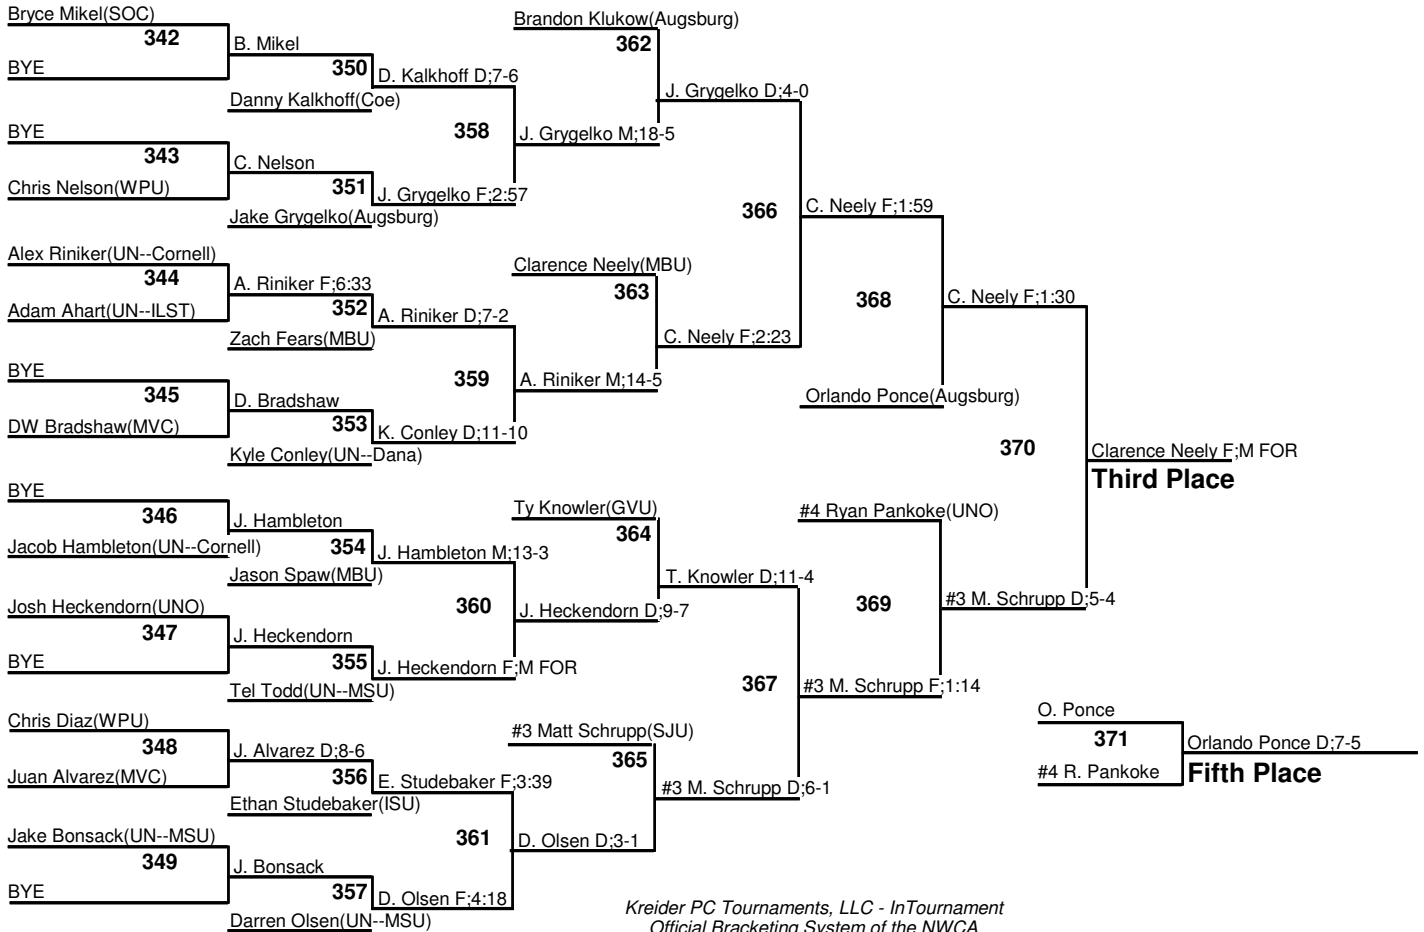 Bryce Mikel(SOC)
342
BYE
B. Mikel
350
Danny Kalkhoff(Coe)
D. Kalkhoff D;7-6
BYE
343
Chris Nelson(WPU)
C. Nelson
351
Jake Grygelko(Augsburg)
J. Grygelko F;2:57
358
J. Grygelko M;18-5
Brandon Klukow(Augsburg)
362
J. Grygelko D;4-0
Alex Riniker(UN--Cornell)
344
Adam Ahart(UN--ILST)
A. Riniker F;6:33
352
Zach Fears(MBU)
A. Riniker D;7-2
BYE
345
DW Bradshaw(MVC)
D. Bradshaw
353
Kyle Conley(UN--Dana)
K. Conley D;11-10
359
A. Riniker M;14-5
Clarence Neely(MBU)
363
C. Neely F;2:23
366
C. Neely F;1:59
368
Orlando Ponce(Augsburg)
C. Neely F;1:30
BYE
346
Jacob Hambleton(UN--Cornell)
J. Hambleton
354
Jason Spaw(MBU)
J. Hambleton M;13-3
Josh Heckendorn(UNO)
347
BYE
J. Heckendorn
355
Tel Todd(UN--MSU)
J. Heckendorn F;M FOR
360
J. Heckendorn D;9-7
Ty Knowler(GVU)
364
T. Knowler D;11-4
Chris Diaz(WPU)
348
Juan Alvarez(MVC)
J. Alvarez D;8-6
356
Ethan Studebaker(ISU)
E. Studebaker F;3:39
Jake Bonsack(UN--MSU)
349
BYE
J. Bonsack
357
Darren Olsen(UN--MSU)
D. Olsen F;4:18
361
D. Olsen D;3-1
#3 Matt Schrupp(SJU)
365
#3 M. Schrupp D;6-1
367
#3 M. Schrupp F;1:14
#4 Ryan Pankoke(UNO)
369
#3 M. Schrupp D;5-4
370
Clarence Neely F;M FOR
Third Place
O. Ponce
371
#4 R. Pankoke
Orlando Ponce D;7-5
Fifth Place
Kreider PC Tournaments, LLC - InTournament
Official Bracketing System of the NWCA